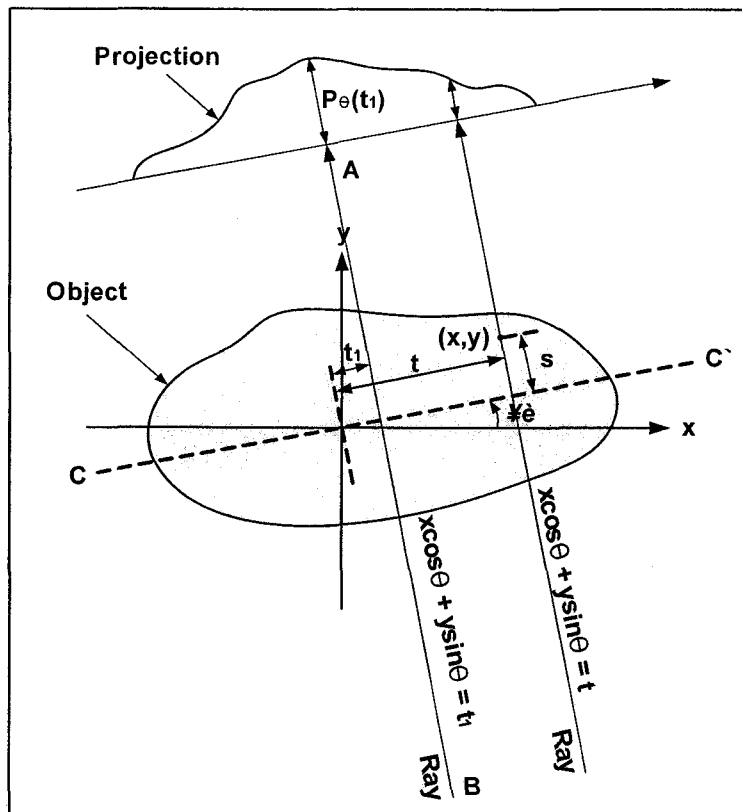 Projection
Pθ(t₁)
A
y
Object
(x,y)
t₁
t
s
C`
¥è
x
C
xcosθ + ysinθ = t₁
xcosθ + ysinθ = t
Ray
B
Ray